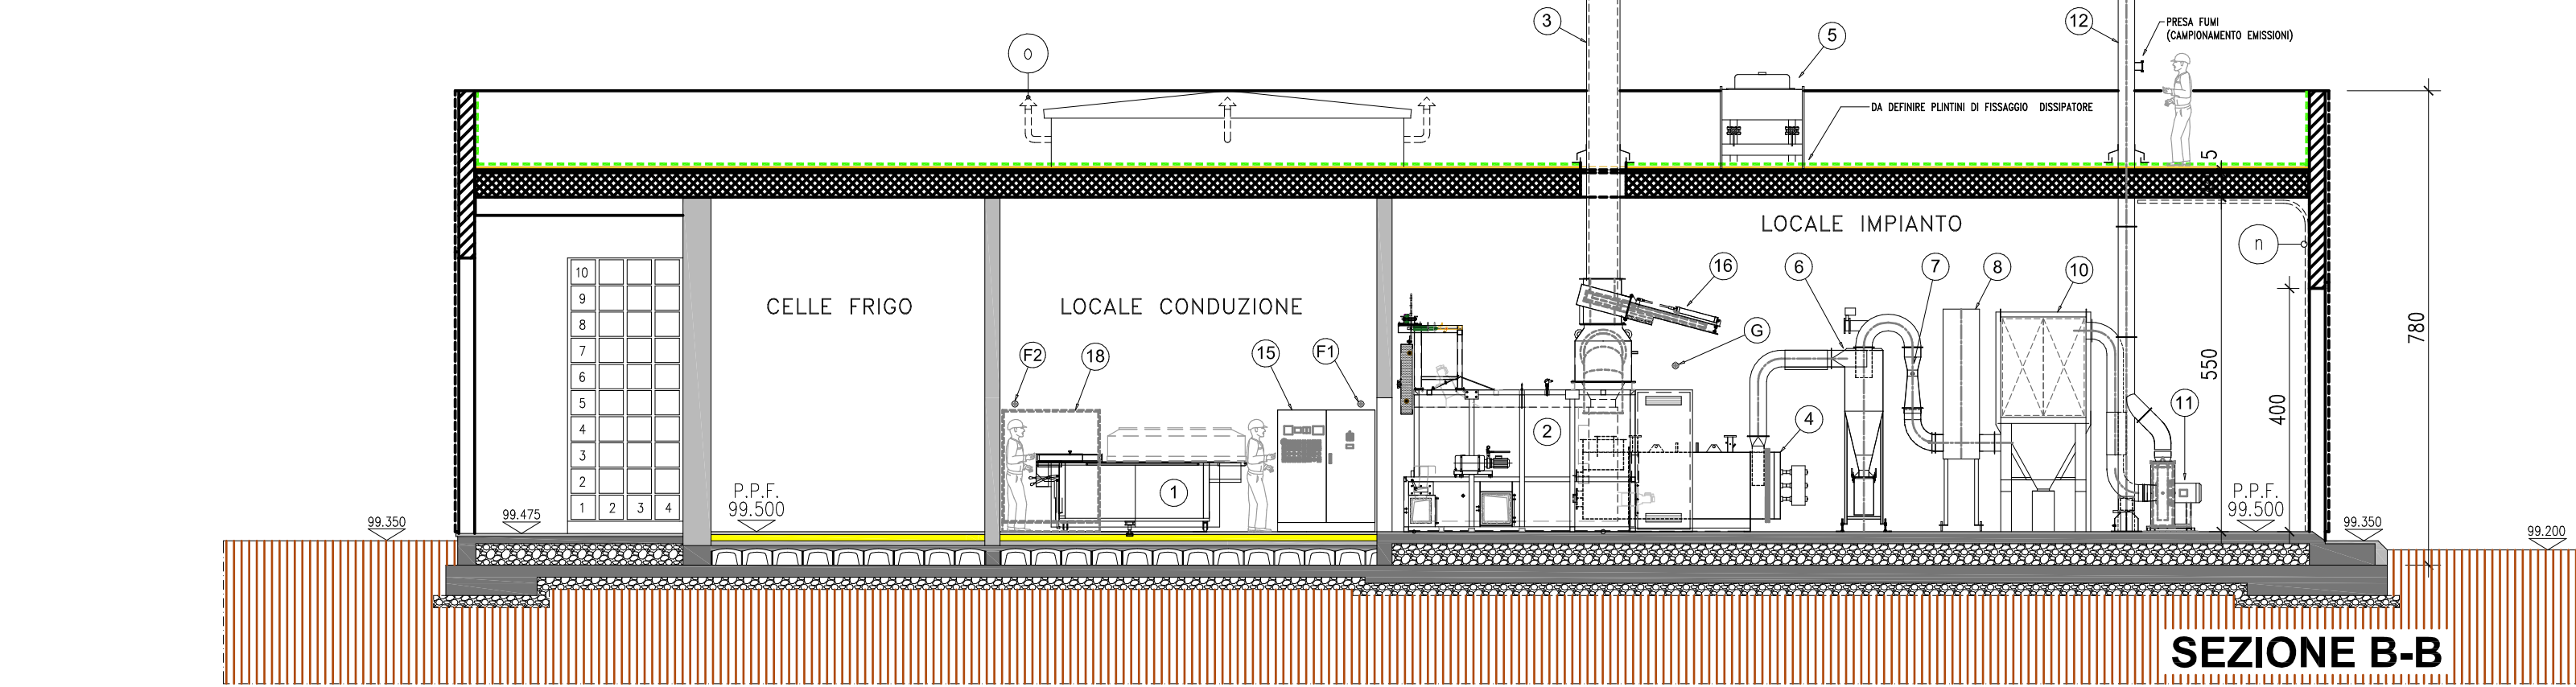 3
12
PRESA FUMI
(CAMPIONAMENTO EMISSIONI)
5
O
DA DEFINIRE PLINTINI DI FISSAGGIO DISSIPATORE
5
LOCALE IMPIANTO
n
16
6
7
8
10
10
9
8
7
6
5
4
3
2
1 2 3 4
CELLE FRIGO
LOCALE CONDUZIONE
G
F2
18
15
F1
780
550
400
2
4
11
1
P.P.F.
99.500
P.P.F.
99.500
99.350
99.475
99.350
99.200
SEZIONE B-B